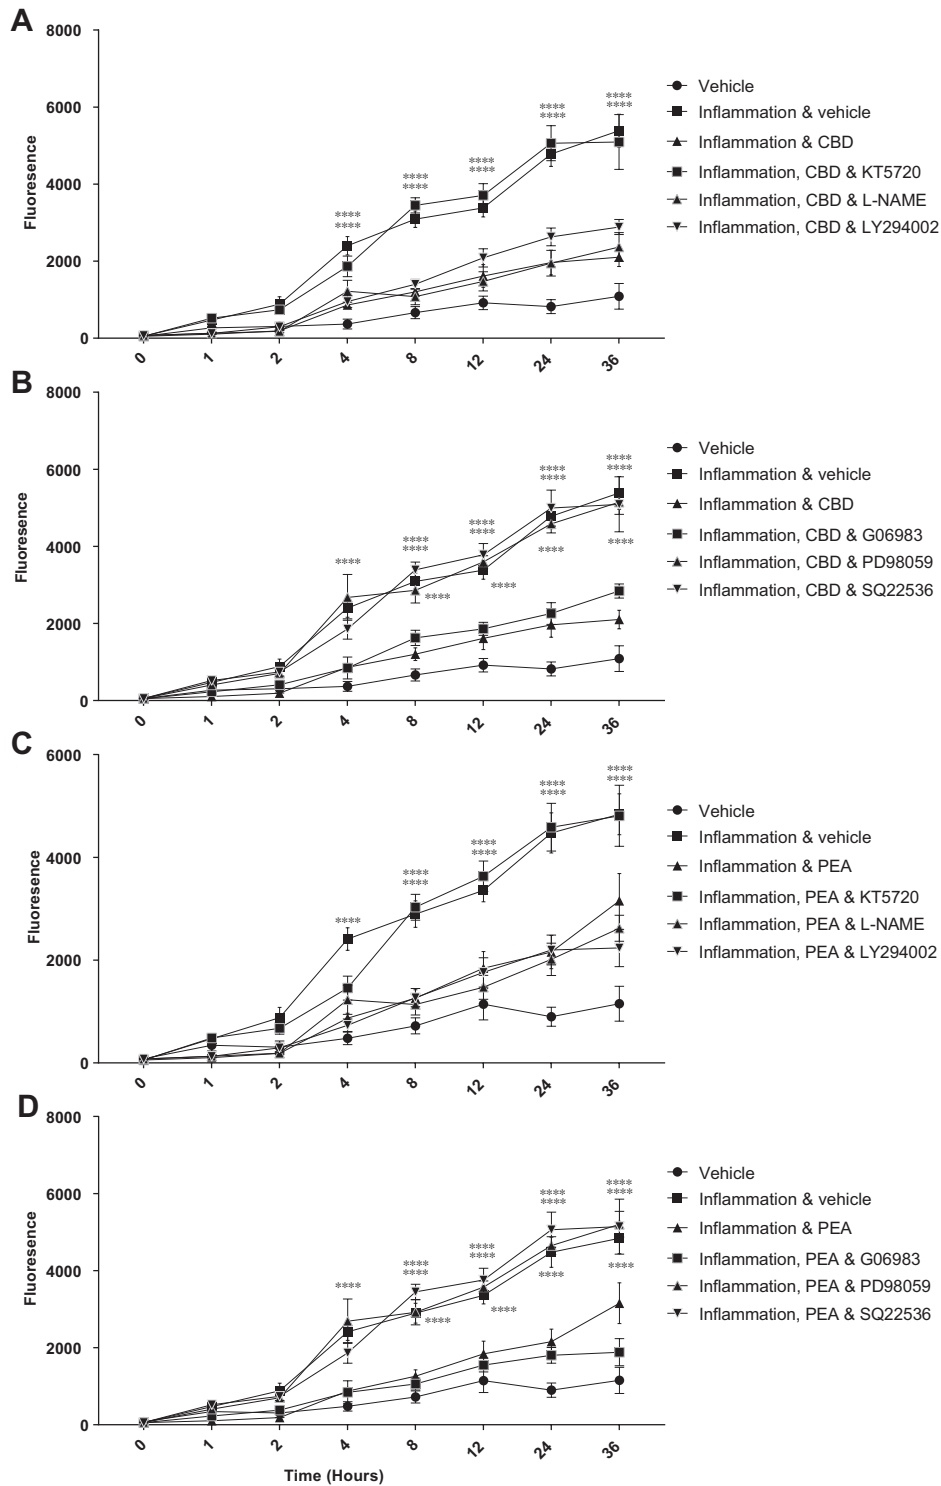 A
8000
6000
4000
2000
0
Fluoresence
**** **** **** **** ****
**** **** **** **** ****
0 1 2 4 8 12 24 36
Vehicle
Inflammation & vehicle
Inflammation & CBD
Inflammation, CBD & KT5720
Inflammation, CBD & L-NAME
Inflammation, CBD & LY294002
B
8000
6000
4000
2000
0
Fluoresence
**** **** **** **** ****
**** **** **** ****
**** **** **** ****
0 1 2 4 8 12 24 36
Vehicle
Inflammation & vehicle
Inflammation & CBD
Inflammation, CBD & G06983
Inflammation, CBD & PD98059
Inflammation, CBD & SQ22536
C
6000
4000
2000
0
Fluoresence
**** **** **** **** ****
**** **** **** ****
0 1 2 4 8 12 24 36
Vehicle
Inflammation & vehicle
Inflammation & PEA
Inflammation, PEA & KT5720
Inflammation, PEA & L-NAME
Inflammation, PEA & LY294002
D
8000
6000
4000
2000
0
Fluoresence
**** **** **** **** ****
**** **** **** ****
**** **** **** ****
0 1 2 4 8 12 24 36
Time (Hours)
Vehicle
Inflammation & vehicle
Inflammation & PEA
Inflammation, PEA & G06983
Inflammation, PEA & PD98059
Inflammation, PEA & SQ22536